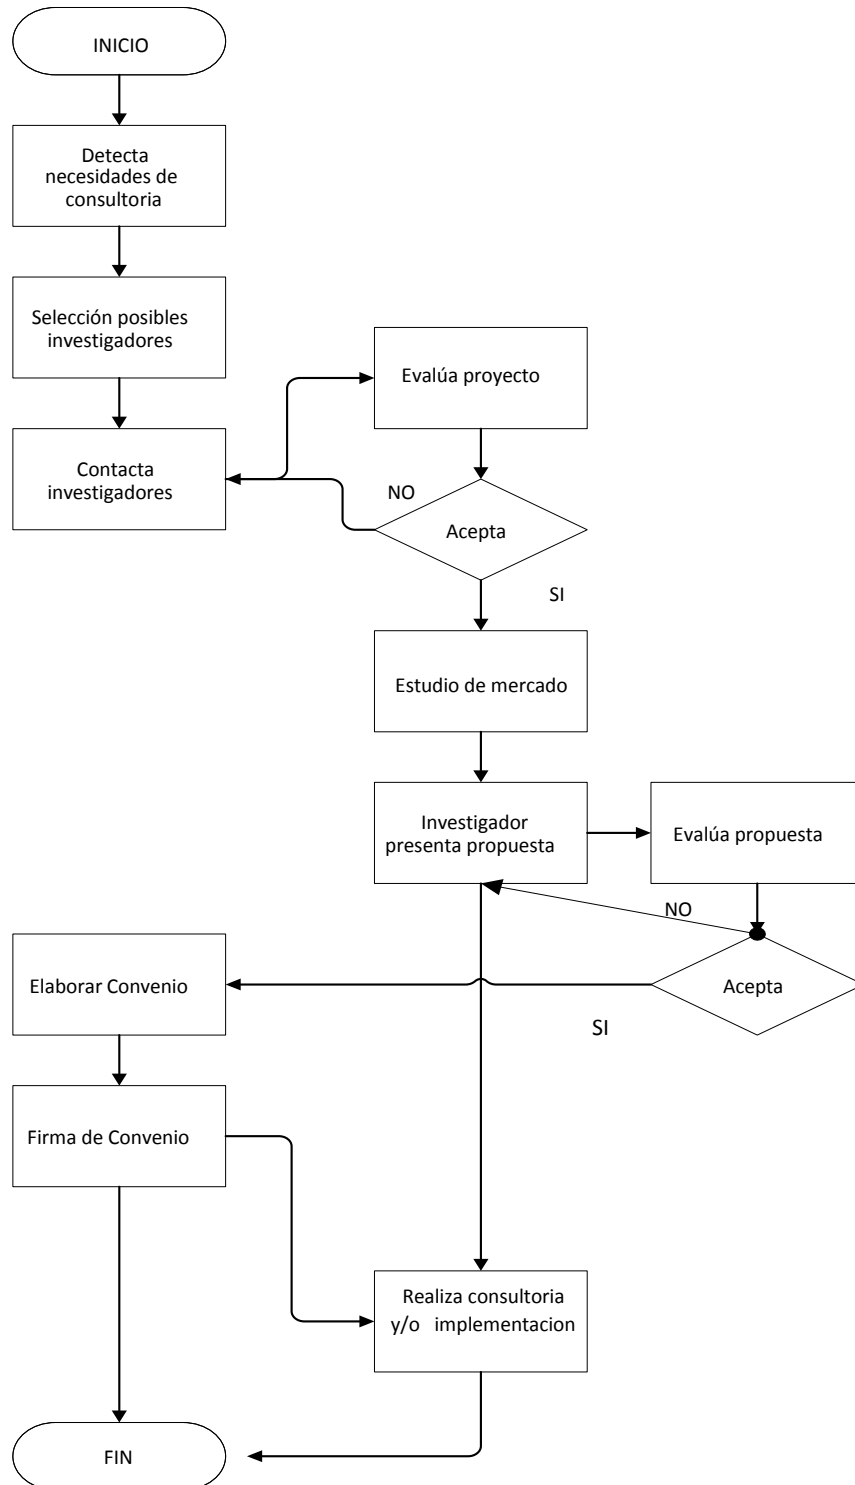 INICIO
Detecta
necesidades de
consultoria
Selección posibles
investigadores
Contacta
investigadores
Evalúa proyecto
NO
Acepta
SI
Estudio de mercado
Investigador
presenta propuesta
Evalúa propuesta
NO
Acepta
SI
Elaborar Convenio
Firma de Convenio
Realiza consultoria
y/o implementacion
FIN